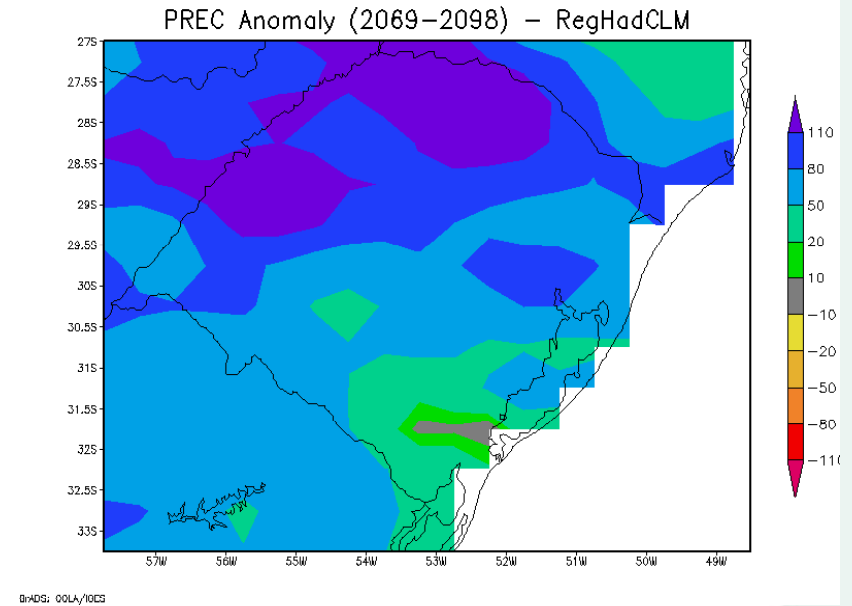 PREC Anomaly (2069-2098) - RegHadCLM
27S
27.5S
28S
28.5S
29S
29.5S
30S
30.5S
31S
31.5S
32S
32.5S
33S
57W 56W 55W 54W 53W 52W 51W 50W 49W
110
80
50
20
10
-10
-20
-50
-80
-110
GrADS: COLA/IGES